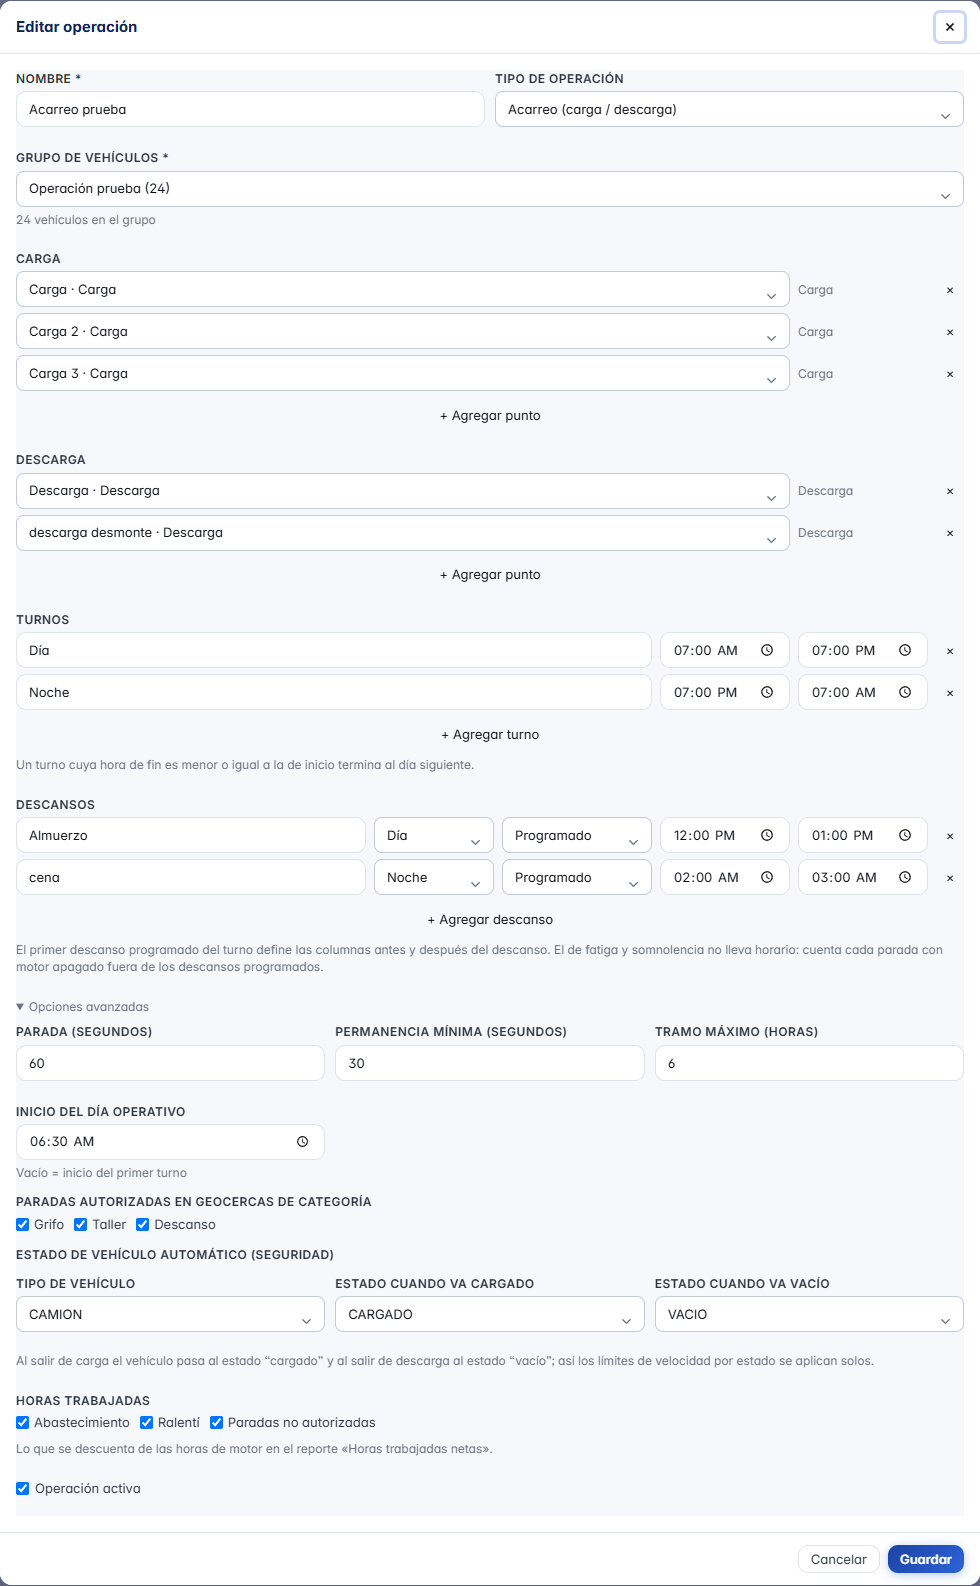 Editar operación
×
NOMBRE *
TIPO DE OPERACIÓN
Acarreo prueba
Acarreo (carga / descarga)
GRUPO DE VEHÍCULOS *
Operación prueba (24)
24 vehículos en el grupo
CARGA
Carga · Carga
Carga
×
Carga 2 · Carga
Carga
×
Carga 3 · Carga
Carga
×
+ Agregar punto
DESCARGA
Descarga · Descarga
Descarga
×
descarga desmonte · Descarga
Descarga
×
+ Agregar punto
TURNOS
Día
07:00 AM
07:00 PM
×
Noche
07:00 PM
07:00 AM
×
+ Agregar turno
Un turno cuya hora de fin es menor o igual a la de inicio termina al día siguiente.
DESCANSOS
Almuerzo
Día
Programado
12:00 PM
01:00 PM
×
cena
Noche
Programado
02:00 AM
03:00 AM
×
+ Agregar descanso
El primer descanso programado del turno define las columnas antes y después del descanso. El de fatiga y somnolencia no lleva horario: cuenta cada parada con
motor apagado fuera de los descansos programados.
▼ Opciones avanzadas
PARADA (SEGUNDOS)
PERMANENCIA MÍNIMA (SEGUNDOS)
TRAMO MÁXIMO (HORAS)
60
30
6
INICIO DEL DÍA OPERATIVO
06:30 AM
Vacío = inicio del primer turno
PARADAS AUTORIZADAS EN GEOCERCAS DE CATEGORÍA
Grifo
Taller
Descanso
ESTADO DE VEHÍCULO AUTOMÁTICO (SEGURIDAD)
TIPO DE VEHÍCULO
ESTADO CUANDO VA CARGADO
ESTADO CUANDO VA VACÍO
CAMION
CARGADO
VACIO
Al salir de carga el vehículo pasa al estado “cargado” y al salir de descarga al estado “vacío”; así los límites de velocidad por estado se aplican solos.
HORAS TRABAJADAS
Abastecimiento
Ralentí
Paradas no autorizadas
Lo que se descuenta de las horas de motor en el reporte «Horas trabajadas netas».
Operación activa
Cancelar
Guardar